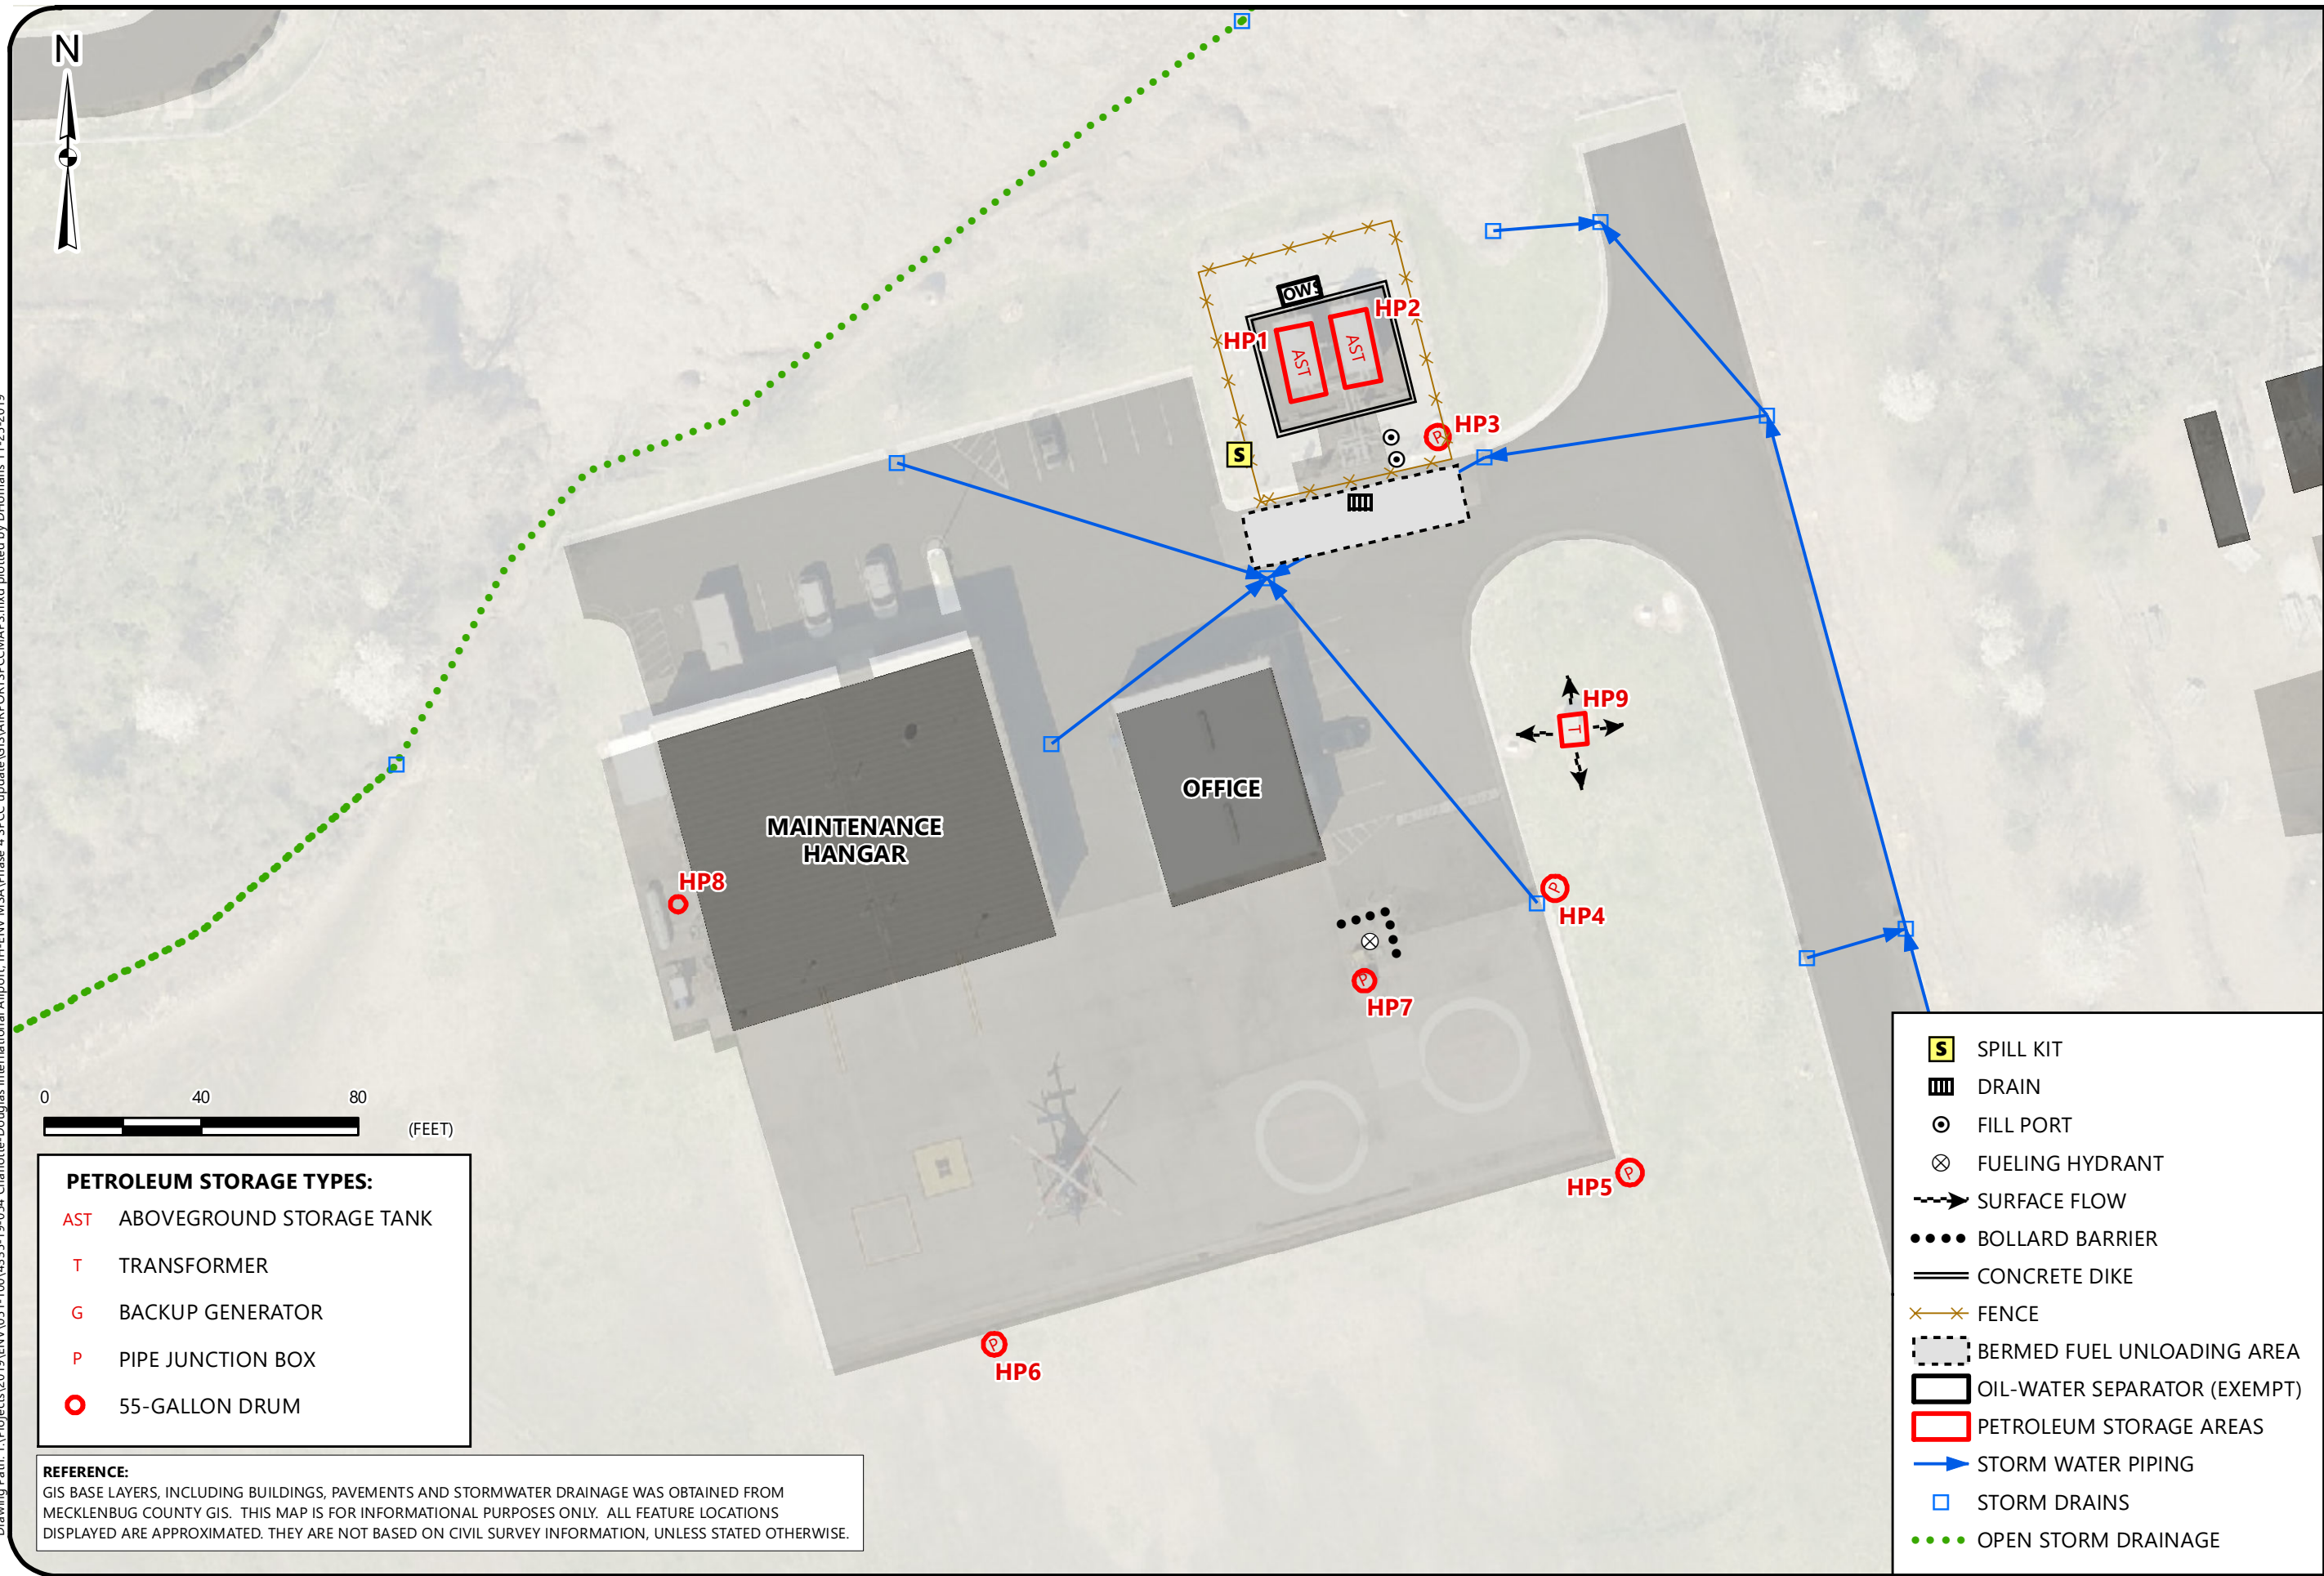 N
OWS
HP2
HP1
AST
AST
HP3
P
S
HP9
T
OFFICE
MAINTENANCE
HANGAR
HP8
P
HP4
P
HP7
P
HP5
P
HP6
0 40 80
(FEET)
PETROLEUM STORAGE TYPES:
AST ABOVEGROUND STORAGE TANK
T TRANSFORMER
G BACKUP GENERATOR
P PIPE JUNCTION BOX
55-GALLON DRUM
REFERENCE:
GIS BASE LAYERS, INCLUDING BUILDINGS, PAVEMENTS AND STORMWATER DRAINAGE WAS OBTAINED FROM
MECKLENBUG COUNTY GIS. THIS MAP IS FOR INFORMATIONAL PURPOSES ONLY. ALL FEATURE LOCATIONS
DISPLAYED ARE APPROXIMATED. THEY ARE NOT BASED ON CIVIL SURVEY INFORMATION, UNLESS STATED OTHERWISE.
S SPILL KIT
DRAIN
FILL PORT
FUELING HYDRANT
SURFACE FLOW
BOLLARD BARRIER
CONCRETE DIKE
FENCE
BERMED FUEL UNLOADING AREA
OIL-WATER SEPARATOR (EXEMPT)
PETROLEUM STORAGE AREAS
STORM WATER PIPING
STORM DRAINS
OPEN STORM DRAINAGE